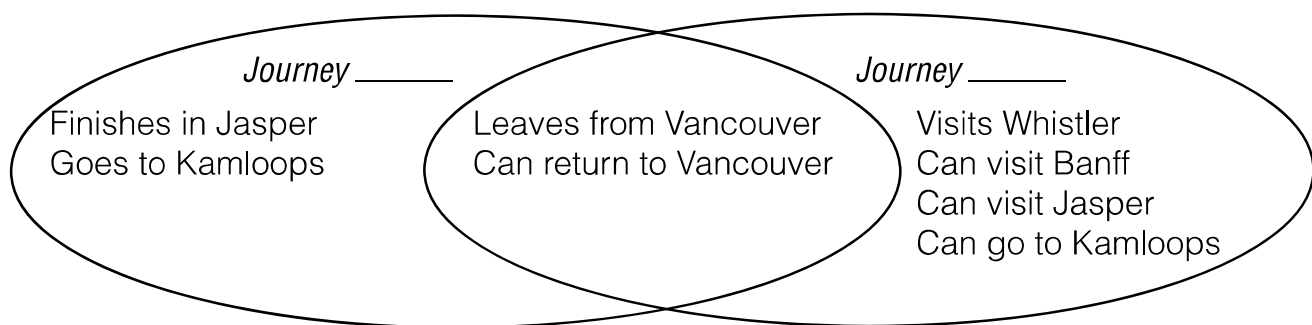 Journey ______
Finishes in Jasper
Goes to Kamloops
Leaves from Vancouver
Can return to Vancouver
Journey ______
Visits Whistler
Can visit Banff
Can visit Jasper
Can go to Kamloops